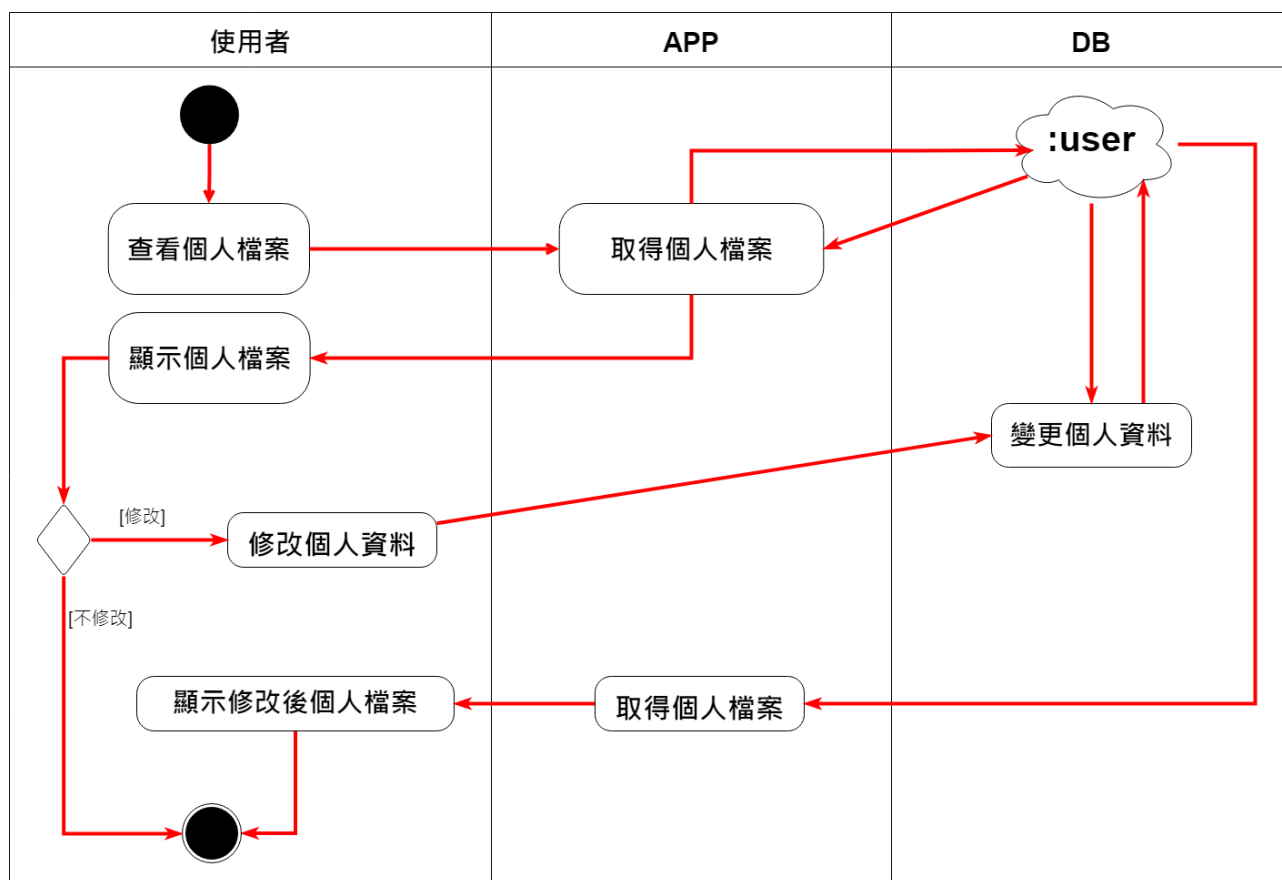 使用者
APP
DB
:user
查看個人檔案
取得個人檔案
顯示個人檔案
變更個人資料
[修改]
修改個人資料
[不修改]
顯示修改後個人檔案
取得個人檔案